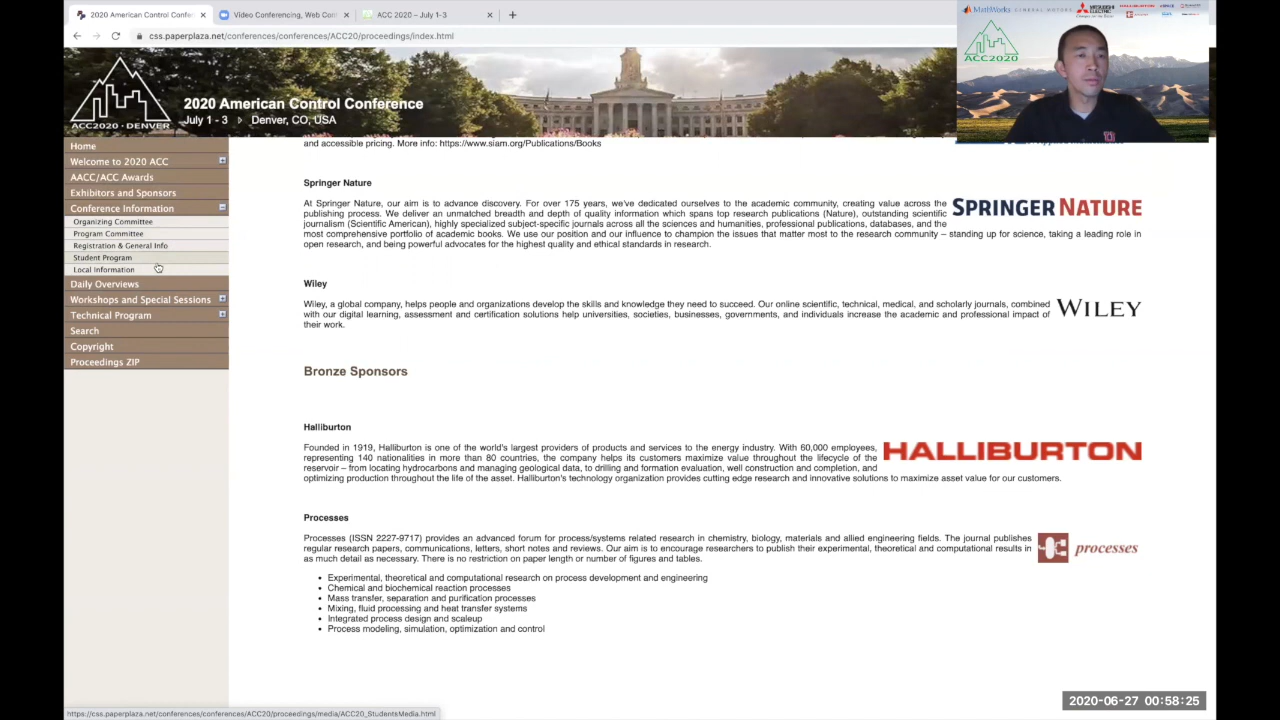 2020 American Control Confer
Video Conferencing, Web Con
ACC 2020 – July 1-3
css.paperplaza.net/conferences/conferences/ACC20/proceedings/index.html
MathWorks
GENERAL MOTORS
MITSUBISHI ELECTRIC
HALLIBURTON
ACC2020
ACC2020 · DENVER
2020 American Control Conference
July 1 - 3 Denver, CO, USA
Home
Welcome to 2020 ACC
AACC/ACC Awards
Exhibitors and Sponsors
Conference Information
Organizing Committee
Program Committee
Registration & General Info
Student Program
Local Information
Daily Overviews
Workshops and Special Sessions
Technical Program
Search
Copyright
Proceedings ZIP
and accessible pricing. More info: https://www.siam.org/Publications/Books
Springer Nature
At Springer Nature, our aim is to advance discovery. For over 175 years, we've dedicated ourselves to the academic community, creating value across the
publishing process. We deliver an unmatched breadth and depth of quality information which spans top research publications (Nature), outstanding scientific
journalism (Scientific American), highly specialized subject-specific journals across all the sciences and humanities, professional publications, databases, and the
most comprehensive portfolio of academic books. We use our position and our influence to champion the issues that matter most to the research community – standing up for science, taking a leading role in
open research, and being powerful advocates for the highest quality and ethical standards in research.
SPRINGER NATURE
Wiley
Wiley, a global company, helps people and organizations develop the skills and knowledge they need to succeed. Our online scientific, technical, medical, and scholarly journals, combined
with our digital learning, assessment and certification solutions help universities, societies, businesses, governments, and individuals increase the academic and professional impact of
their work.
WILEY
Bronze Sponsors
Halliburton
Founded in 1919, Halliburton is one of the world's largest providers of products and services to the energy industry. With 60,000 employees,
representing 140 nationalities in more than 80 countries, the company helps its customers maximize value throughout the lifecycle of the
reservoir – from locating hydrocarbons and managing geological data, to drilling and formation evaluation, well construction and completion, and
optimizing production throughout the life of the asset. Halliburton's technology organization provides cutting edge research and innovative solutions to maximize asset value for our customers.
HALLIBURTON
Processes
Processes (ISSN 2227-9717) provides an advanced forum for process/systems related research in chemistry, biology, materials and allied engineering fields. The journal publishes
regular research papers, communications, letters, short notes and reviews. Our aim is to encourage researchers to publish their experimental, theoretical and computational results in
as much detail as necessary. There is no restriction on paper length or number of figures and tables.
processes
• Experimental, theoretical and computational research on process development and engineering
• Chemical and biochemical reaction processes
• Mass transfer, separation and purification processes
• Mixing, fluid processing and heat transfer systems
• Integrated process design and scaleup
• Process modeling, simulation, optimization and control
2020-06-27 00:58:25
https://css.paperplaza.net/conferences/conferences/ACC20/proceedings/media/ACC20_StudentsMedia.html